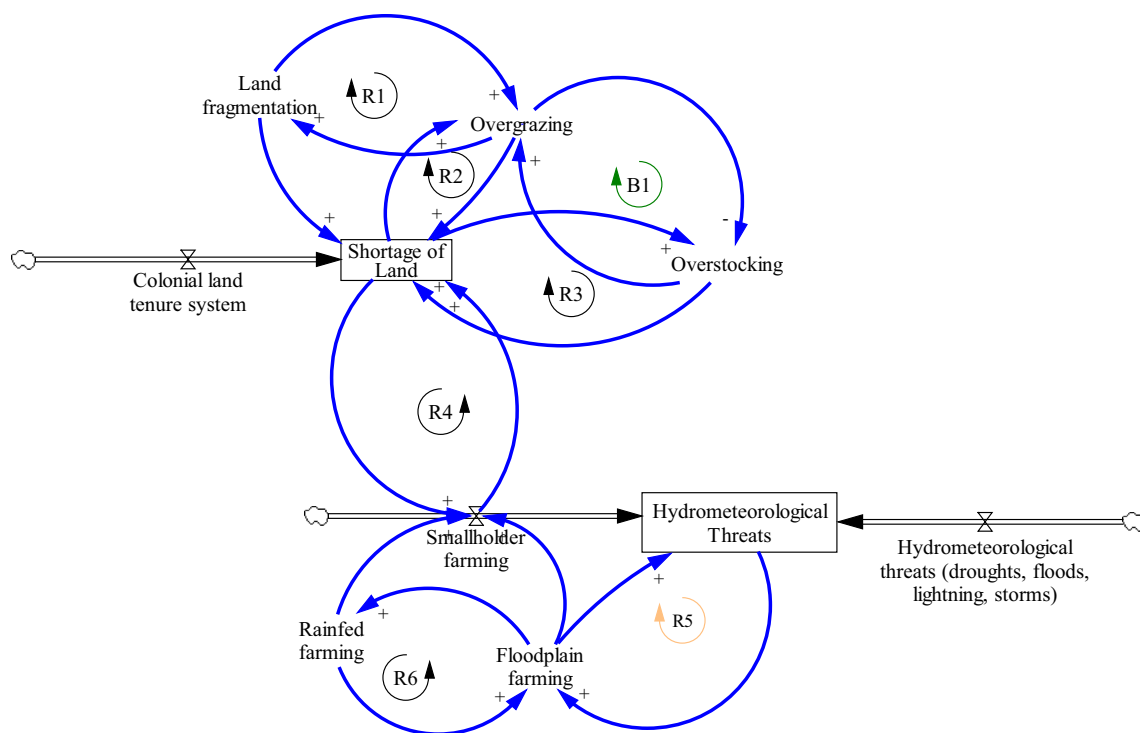 Land
fragmentation
R1
+
+
Overgrazing
+
R2
+
B1
+
+
-
+
Shortage of
Land
Overstocking
Colonial land
tenure system
R3
+
+
R4
+
Smallholder
farming
+
+
Hydrometeorological
Threats
Hydrometeorological
threats (droughts, floods,
lightning, storms)
+
+
R5
Rainfed
farming
Floodplain
farming
R6
+
+